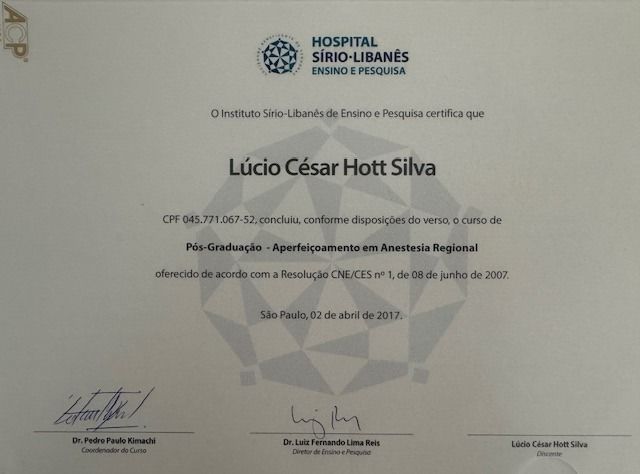 ACP®
HOSPITAL
SÍRIO·LIBANÊS
ENSINO E PESQUISA
O Instituto Sírio-Libanês de Ensino e Pesquisa certifica que
Lúcio César Hott Silva
CPF 045.771.067-52, concluiu, conforme disposições do verso, o curso de
Pós-Graduação - Aperfeiçoamento em Anestesia Regional
oferecido de acordo com a Resolução CNE/CES nº 1, de 08 de junho de 2007.
São Paulo, 02 de abril de 2017.
Dr. Pedro Paulo Kimachi
Coordenador do Curso
Dr. Luiz Fernando Lima Reis
Diretor de Ensino e Pesquisa
Lúcio César Hott Silva
Discente